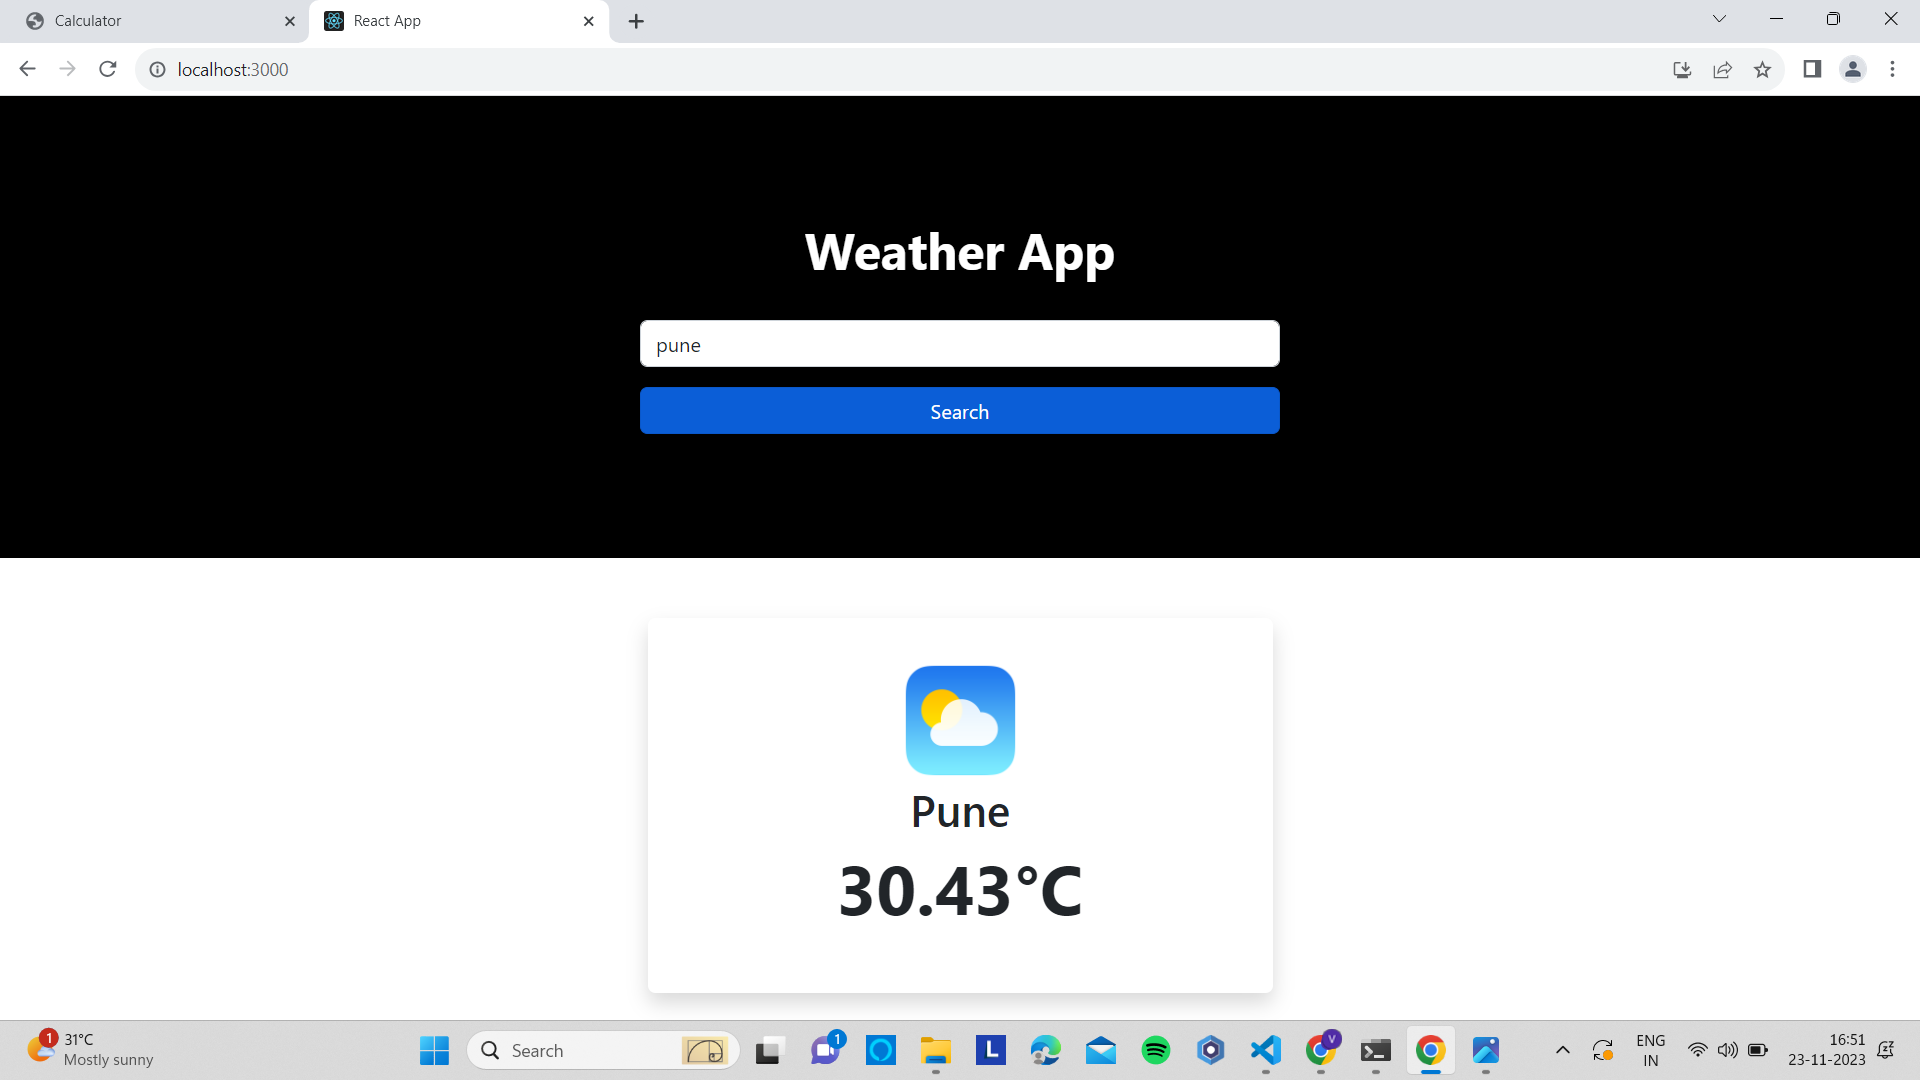 Calculator
React App
localhost:3000
Weather App
pune
Search
Pune
30.43°C
1
31°C
Mostly sunny
Search
1
L
V
ENG
IN
16:51
23-11-2023